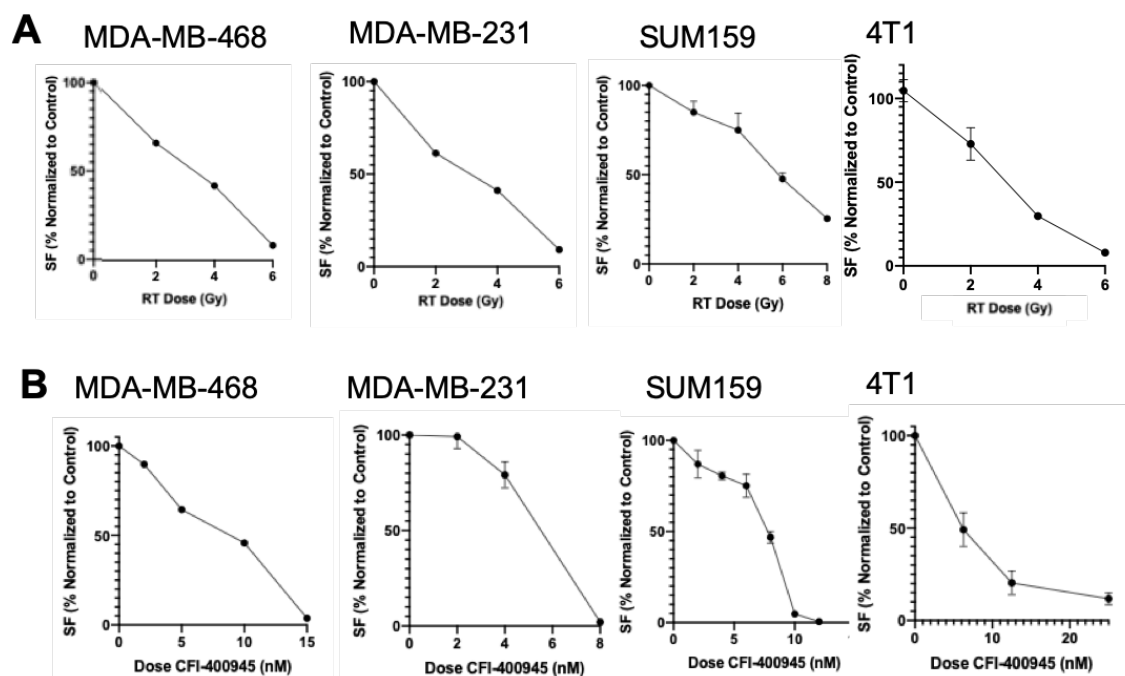 A
MDA-MB-468
MDA-MB-231
SUM159
4T1
SF (% Normalized to Control)
100
50
0
0 2 4 6
RT Dose (Gy)
SF (% Normalized to Control)
100
50
0
0 2 4 6
RT Dose (Gy)
SF (% Normalized to Control)
100
50
0
0 2 4 6 8
RT Dose (Gy)
SF (% Normalized to Control)
100
50
0
0 2 4 6
RT Dose (Gy)
B
MDA-MB-468
MDA-MB-231
SUM159
4T1
SF (% Normalized to Control)
100
50
0
0 5 10 15
Dose CFI-400945 (nM)
SF (% Normalized to Control)
100
50
0
0 2 4 6 8
Dose CFI-400945 (nM)
SF (% Normalized to Control)
100
50
0
0 5 10
Dose CFI-400945 (nM)
SF (% Normalized to Control)
100
50
0
0 10 20
Dose CFI-400945 (nM)